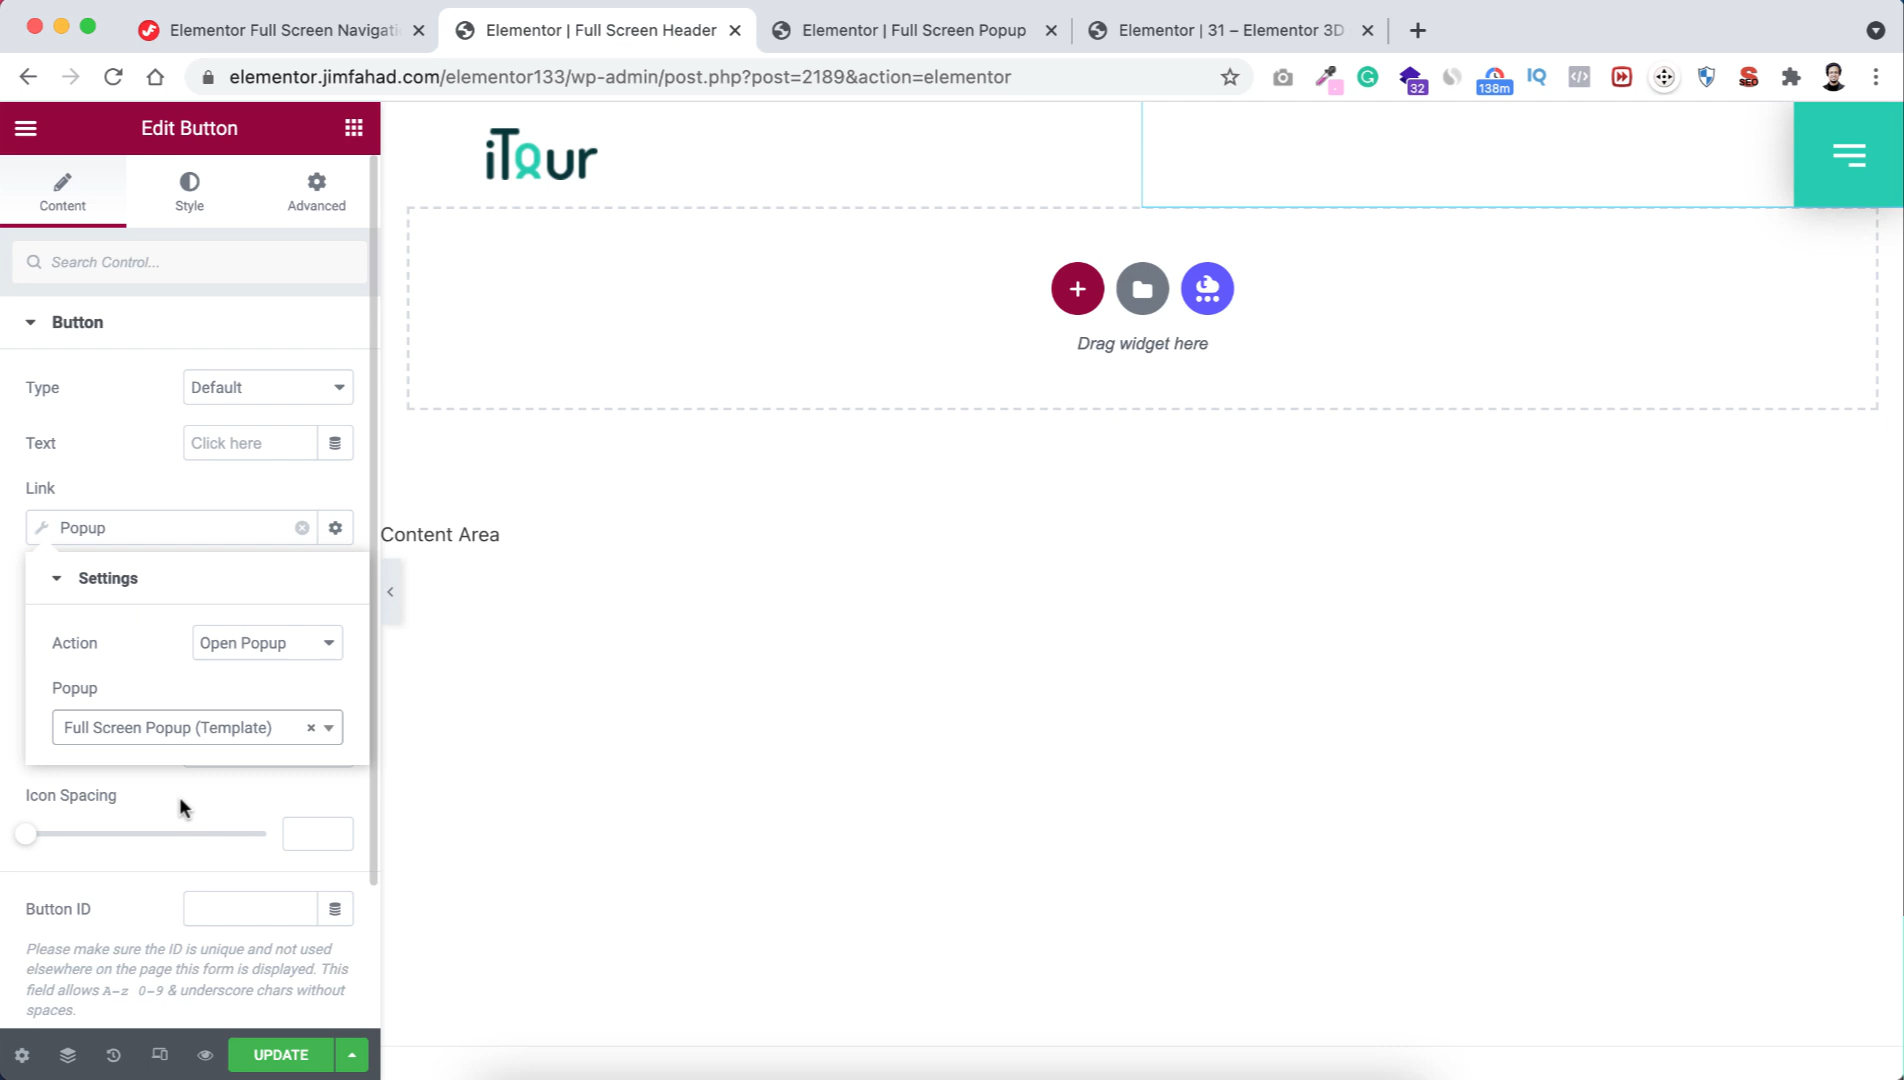 Elementor Full Screen Navigati
Elementor | Full Screen Header
Elementor | Full Screen Popup
Elementor | 31 – Elementor 3D
elementor.jimfahad.com/elementor133/wp-admin/post.php?post=2189&action=elementor
32
138m
IQ
SEO
Edit Button
Content
Style
Advanced
Search Control...
Button
Type
Default
Text
Click here
Link
Popup
Settings
Action
Open Popup
Popup
Full Screen Popup (Template)
Icon Spacing
Button ID
Please make sure the ID is unique and not used
elsewhere on the page this form is displayed. This
field allows A-z 0-9 & underscore chars without
spaces.
UPDATE
iTour
Drag widget here
Content Area